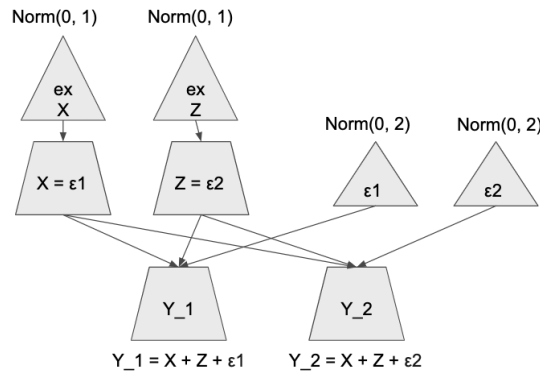 Norm(0, 1)
Norm(0, 1)
ex
X
ex
Z
Norm(0, 2)
Norm(0, 2)
X = ε1
Z = ε2
ε1
ε2
Y_1
Y_2
Y_1 = X + Z + ε1
Y_2 = X + Z + ε2